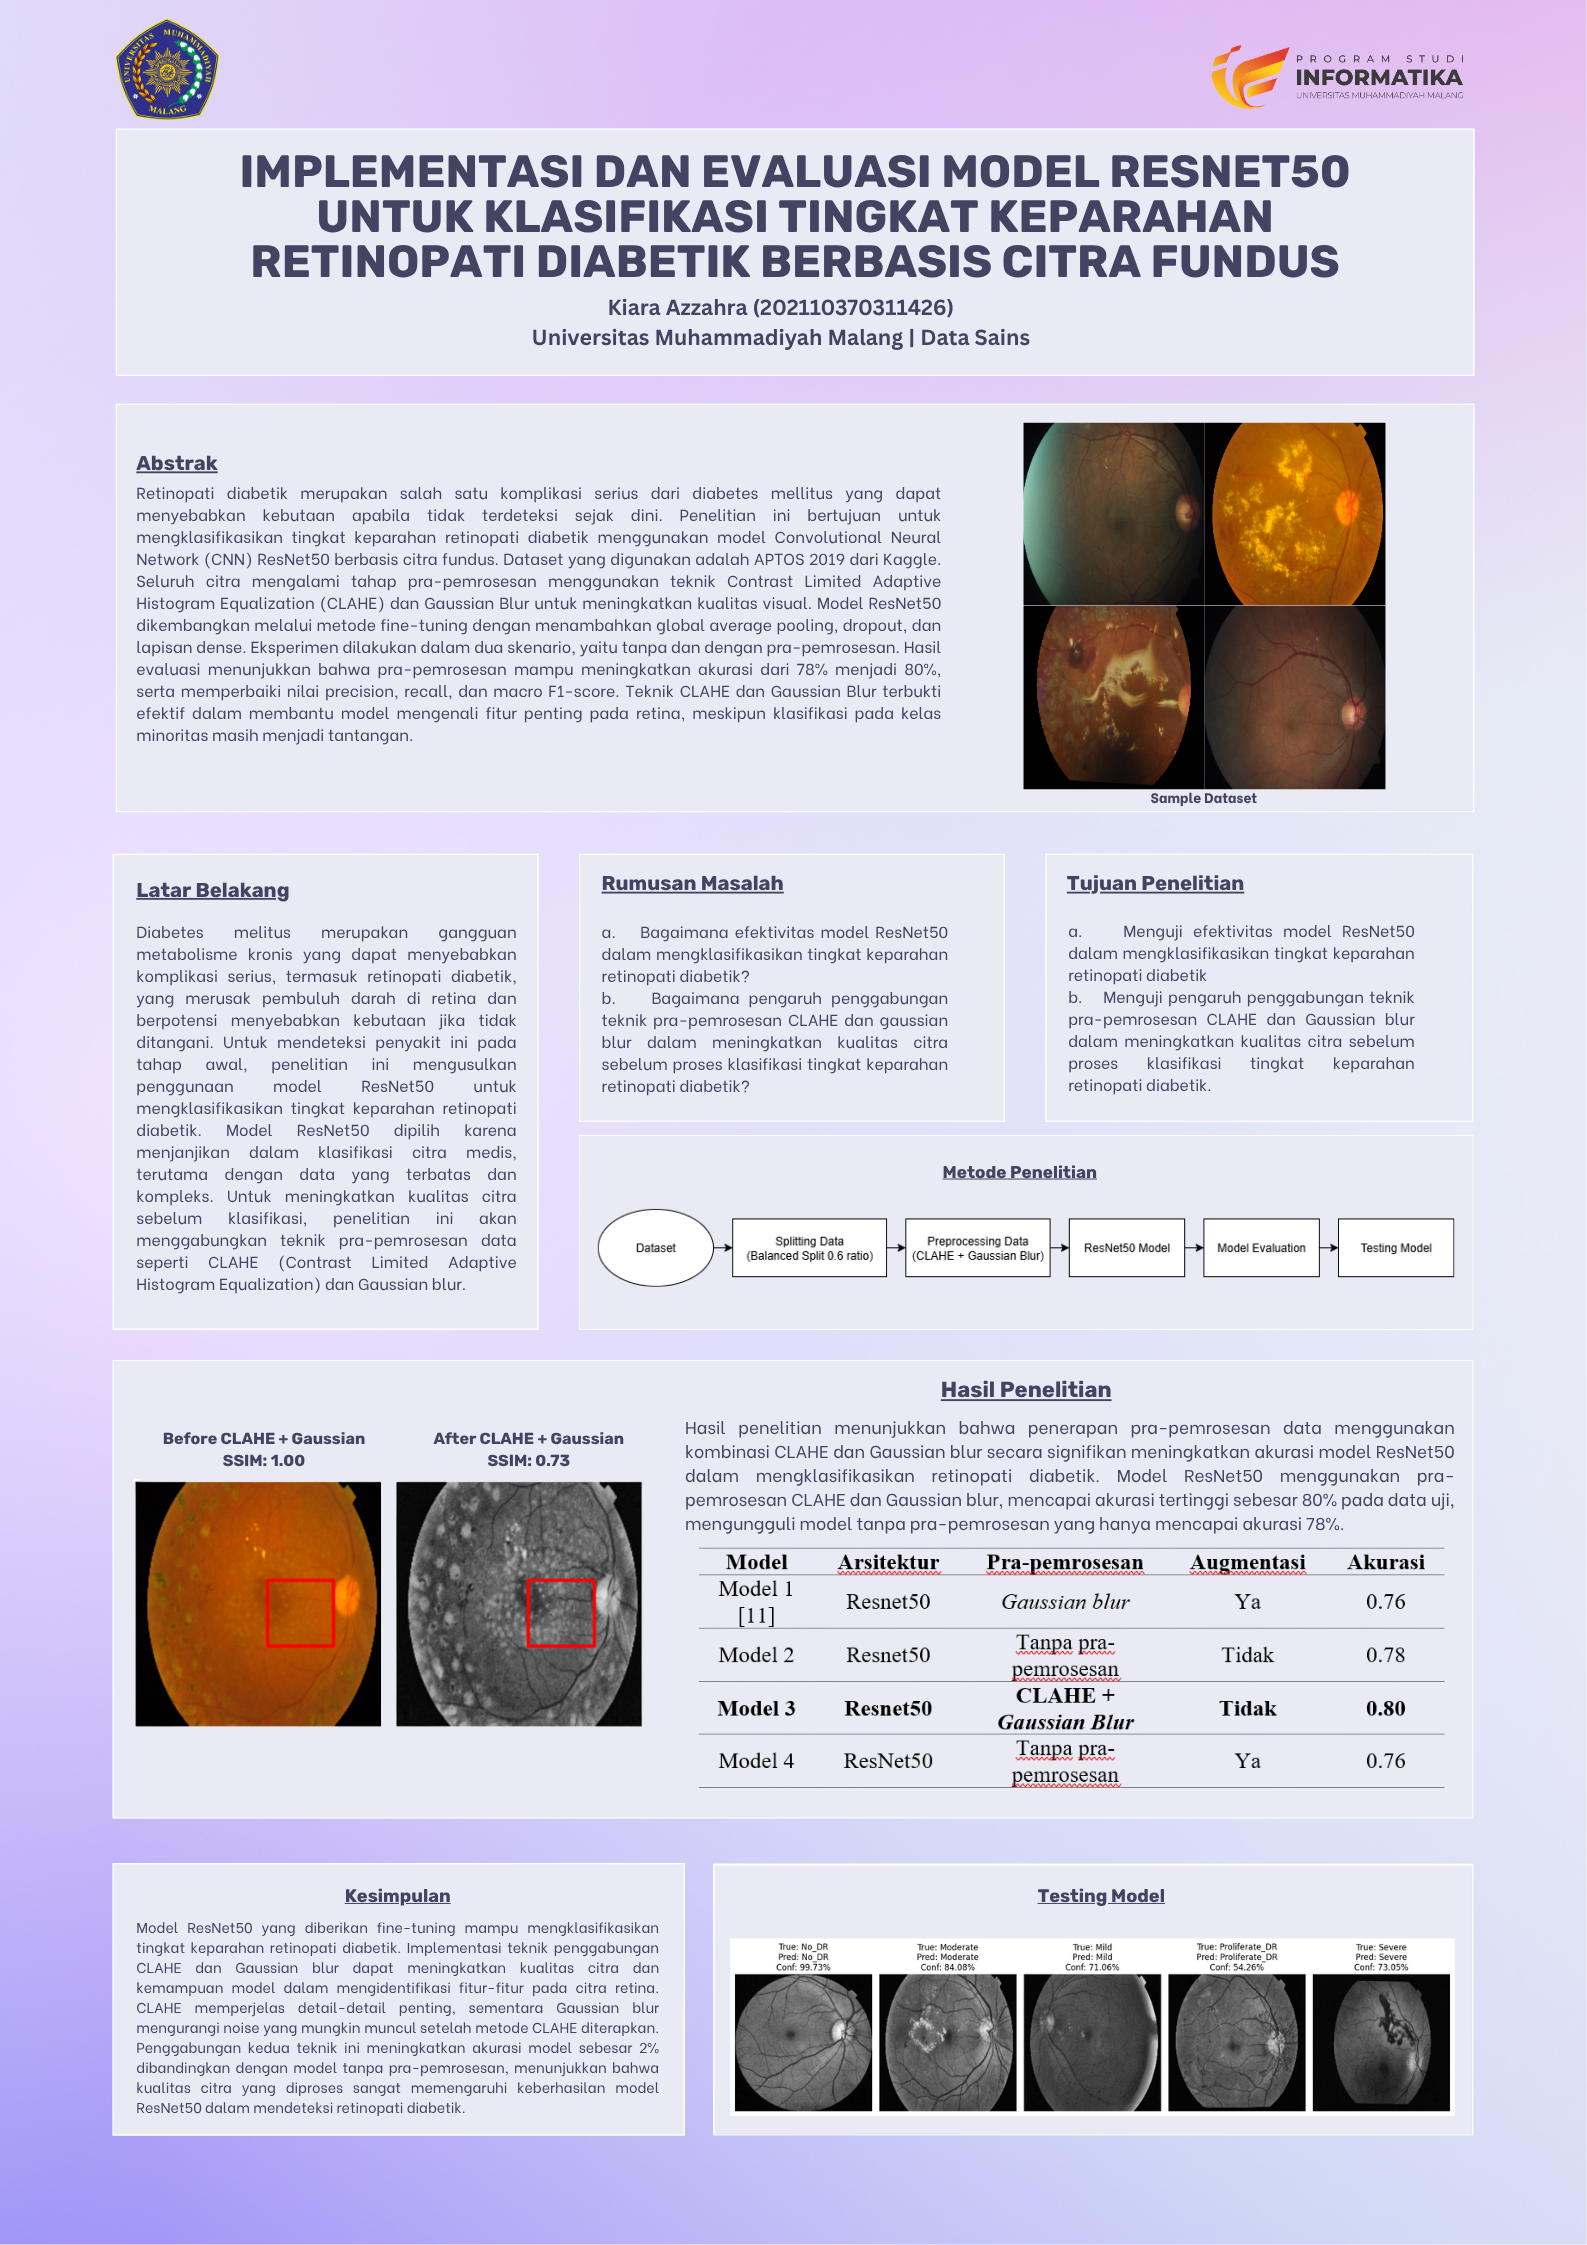 UNIVERSITAS MUHAMMADIYAH
MALANG
PROGRAM STUDI
INFORMATIKA
UNIVERSITAS MUHAMMADIYAH MALANG
IMPLEMENTASI DAN EVALUASI MODEL RESNET50
UNTUK KLASIFIKASI TINGKAT KEPARAHAN
RETINOPATI DIABETIK BERBASIS CITRA FUNDUS
Kiara Azzahra (202110370311426)
Universitas Muhammadiyah Malang | Data Sains
Abstrak
Retinopati diabetik merupakan salah satu komplikasi serius dari diabetes mellitus yang dapat
menyebabkan kebutaan apabila tidak terdeteksi sejak dini. Penelitian ini bertujuan untuk
mengklasifikasikan tingkat keparahan retinopati diabetik menggunakan model Convolutional Neural
Network (CNN) ResNet50 berbasis citra fundus. Dataset yang digunakan adalah APTOS 2019 dari Kaggle.
Seluruh citra mengalami tahap pra-pemrosesan menggunakan teknik Contrast Limited Adaptive
Histogram Equalization (CLAHE) dan Gaussian Blur untuk meningkatkan kualitas visual. Model ResNet50
dikembangkan melalui metode fine-tuning dengan menambahkan global average pooling, dropout, dan
lapisan dense. Eksperimen dilakukan dalam dua skenario, yaitu tanpa dan dengan pra-pemrosesan. Hasil
evaluasi menunjukkan bahwa pra-pemrosesan mampu meningkatkan akurasi dari 78% menjadi 80%,
serta memperbaiki nilai precision, recall, dan macro F1-score. Teknik CLAHE dan Gaussian Blur terbukti
efektif dalam membantu model mengenali fitur penting pada retina, meskipun klasifikasi pada kelas
minoritas masih menjadi tantangan.
Sample Dataset
Latar Belakang
Diabetes melitus merupakan gangguan
metabolisme kronis yang dapat menyebabkan
komplikasi serius, termasuk retinopati diabetik,
yang merusak pembuluh darah di retina dan
berpotensi menyebabkan kebutaan jika tidak
ditangani. Untuk mendeteksi penyakit ini pada
tahap awal, penelitian ini mengusulkan
penggunaan model ResNet50 untuk
mengklasifikasikan tingkat keparahan retinopati
diabetik. Model ResNet50 dipilih karena
menjanjikan dalam klasifikasi citra medis,
terutama dengan data yang terbatas dan
kompleks. Untuk meningkatkan kualitas citra
sebelum klasifikasi, penelitian ini akan
menggabungkan teknik pra-pemrosesan data
seperti CLAHE (Contrast Limited Adaptive
Histogram Equalization) dan Gaussian blur.
Rumusan Masalah
a. Bagaimana efektivitas model ResNet50
dalam mengklasifikasikan tingkat keparahan
retinopati diabetik?
b. Bagaimana pengaruh penggabungan
teknik pra-pemrosesan CLAHE dan gaussian
blur dalam meningkatkan kualitas citra
sebelum proses klasifikasi tingkat keparahan
retinopati diabetik?
Tujuan Penelitian
a. Menguji efektivitas model ResNet50
dalam mengklasifikasikan tingkat keparahan
retinopati diabetik
b. Menguji pengaruh penggabungan teknik
pra-pemrosesan CLAHE dan Gaussian blur
dalam meningkatkan kualitas citra sebelum
proses klasifikasi tingkat keparahan
retinopati diabetik.
Metode Penelitian
Dataset
Splitting Data
(Balanced Split 0.6 ratio)
Preprocessing Data
(CLAHE + Gaussian Blur)
ResNet50 Model
Model Evaluation
Testing Model
Before CLAHE + Gaussian
SSIM: 1.00
After CLAHE + Gaussian
SSIM: 0.73
Hasil Penelitian
Hasil penelitian menunjukkan bahwa penerapan pra-pemrosesan data menggunakan
kombinasi CLAHE dan Gaussian blur secara signifikan meningkatkan akurasi model ResNet50
dalam mengklasifikasikan retinopati diabetik. Model ResNet50 menggunakan pra-
pemrosesan CLAHE dan Gaussian blur, mencapai akurasi tertinggi sebesar 80% pada data uji,
mengungguli model tanpa pra-pemrosesan yang hanya mencapai akurasi 78%.
Model Arsitektur Pra-pemrosesan Augmentasi Akurasi
Model 1 [11] Resnet50 Gaussian blur Ya 0.76
Model 2 Resnet50 Tanpa pra-pemrosesan Tidak 0.78
Model 3 Resnet50 CLAHE + Gaussian Blur Tidak 0.80
Model 4 ResNet50 Tanpa pra-pemrosesan Ya 0.76
Kesimpulan
Model ResNet50 yang diberikan fine-tuning mampu mengklasifikasikan
tingkat keparahan retinopati diabetik. Implementasi teknik penggabungan
CLAHE dan Gaussian blur dapat meningkatkan kualitas citra dan
kemampuan model dalam mengidentifikasi fitur-fitur pada citra retina.
CLAHE memperjelas detail-detail penting, sementara Gaussian blur
mengurangi noise yang mungkin muncul setelah metode CLAHE diterapkan.
Penggabungan kedua teknik ini meningkatkan akurasi model sebesar 2%
dibandingkan dengan model tanpa pra-pemrosesan, menunjukkan bahwa
kualitas citra yang diproses sangat memengaruhi keberhasilan model
ResNet50 dalam mendeteksi retinopati diabetik.
Testing Model
True: No_DR
Pred: No_DR
Conf: 99.73%
True: Moderate
Pred: Moderate
Conf: 84.08%
True: Mild
Pred: Mild
Conf: 71.06%
True: Proliferate_DR
Pred: Proliferate_DR
Conf: 54.26%
True: Severe
Pred: Severe
Conf: 73.05%